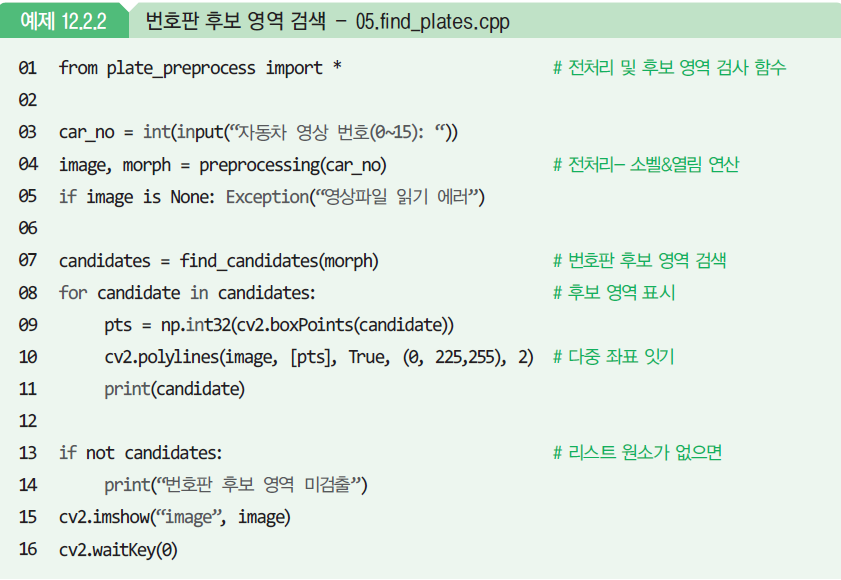 예제 12.2.2 번호판 후보 영역 검색 - 05.find_plates.cpp
01 from plate_preprocess import * # 전처리 및 후보 영역 검사 함수
02
03 car_no = int(input(“자동차 영상 번호(0~15): “))
04 image, morph = preprocessing(car_no) # 전처리- 소벨&열림 연산
05 if image is None: Exception(“영상파일 읽기 에러”)
06
07 candidates = find_candidates(morph) # 번호판 후보 영역 검색
08 for candidate in candidates: # 후보 영역 표시
09 pts = np.int32(cv2.boxPoints(candidate))
10 cv2.polylines(image, [pts], True, (0, 225,255), 2) # 다중 좌표 잇기
11 print(candidate)
12
13 if not candidates: # 리스트 원소가 없으면
14 print(“번호판 후보 영역 미검출”)
15 cv2.imshow(“image”, image)
16 cv2.waitKey(0)